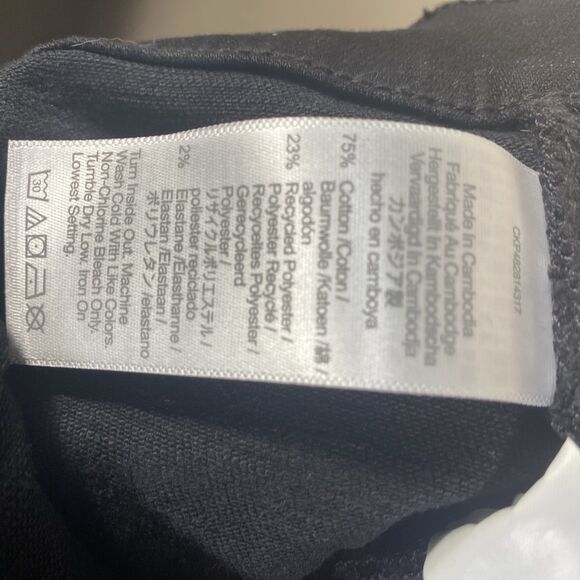 CKP482814317
Made In Cambodia
Fabriqué Au Cambodge
Hergestellt In Kambodscha
Vervaardigd In Cambodja
カンボジア製
hecho en camboya
75% Cotton /Coton /
Baumwolle /Katoen / 綿 /
algodón
23% Recycled Polyester /
Polyester Recyclé /
Recyceltes Polyester /
Gerecycleerd
Polyester /
リサイクルポリエステル /
poliéster reciclado
2% Elastane /Elasthanne /
Elastan /Elastaan /
ポリウレタン /elastano
Turn Inside Out. Machine
Wash Cold With Like Colors.
Non-Chlorine Bleach Only.
Tumble Dry Low. Iron On
Lowest Setting.
30